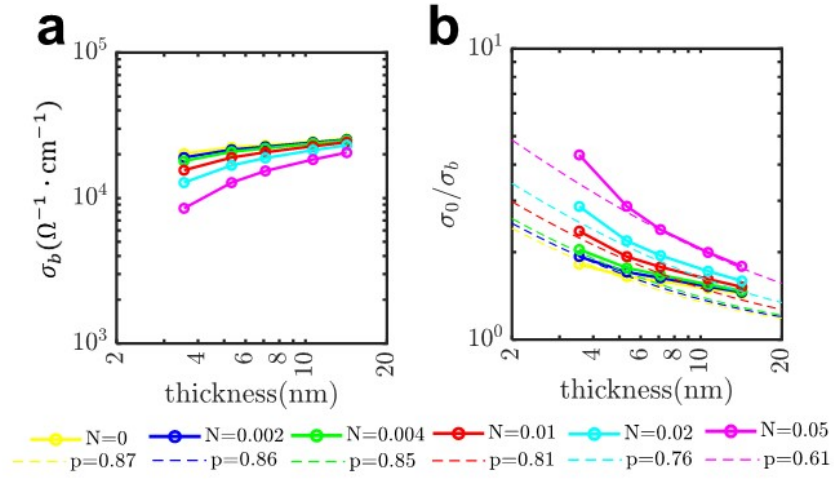 a
10^5
10^4
10^3
σ_b(Ω^−1 · cm^−1)
2 4 6 8 10 20
thickness(nm)
b
10^1
10^0
σ_0/σ_b
2 4 6 8 10 20
thickness(nm)
N=0 N=0.002 N=0.004 N=0.01 N=0.02 N=0.05
p=0.87 p=0.86 p=0.85 p=0.81 p=0.76 p=0.61